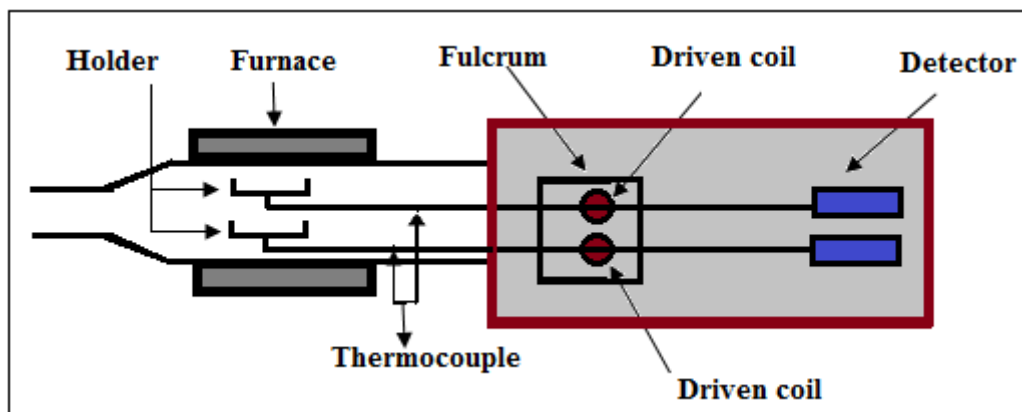 Holder
Furnace
Fulcrum
Driven coil
Detector
Thermocouple
Driven coil